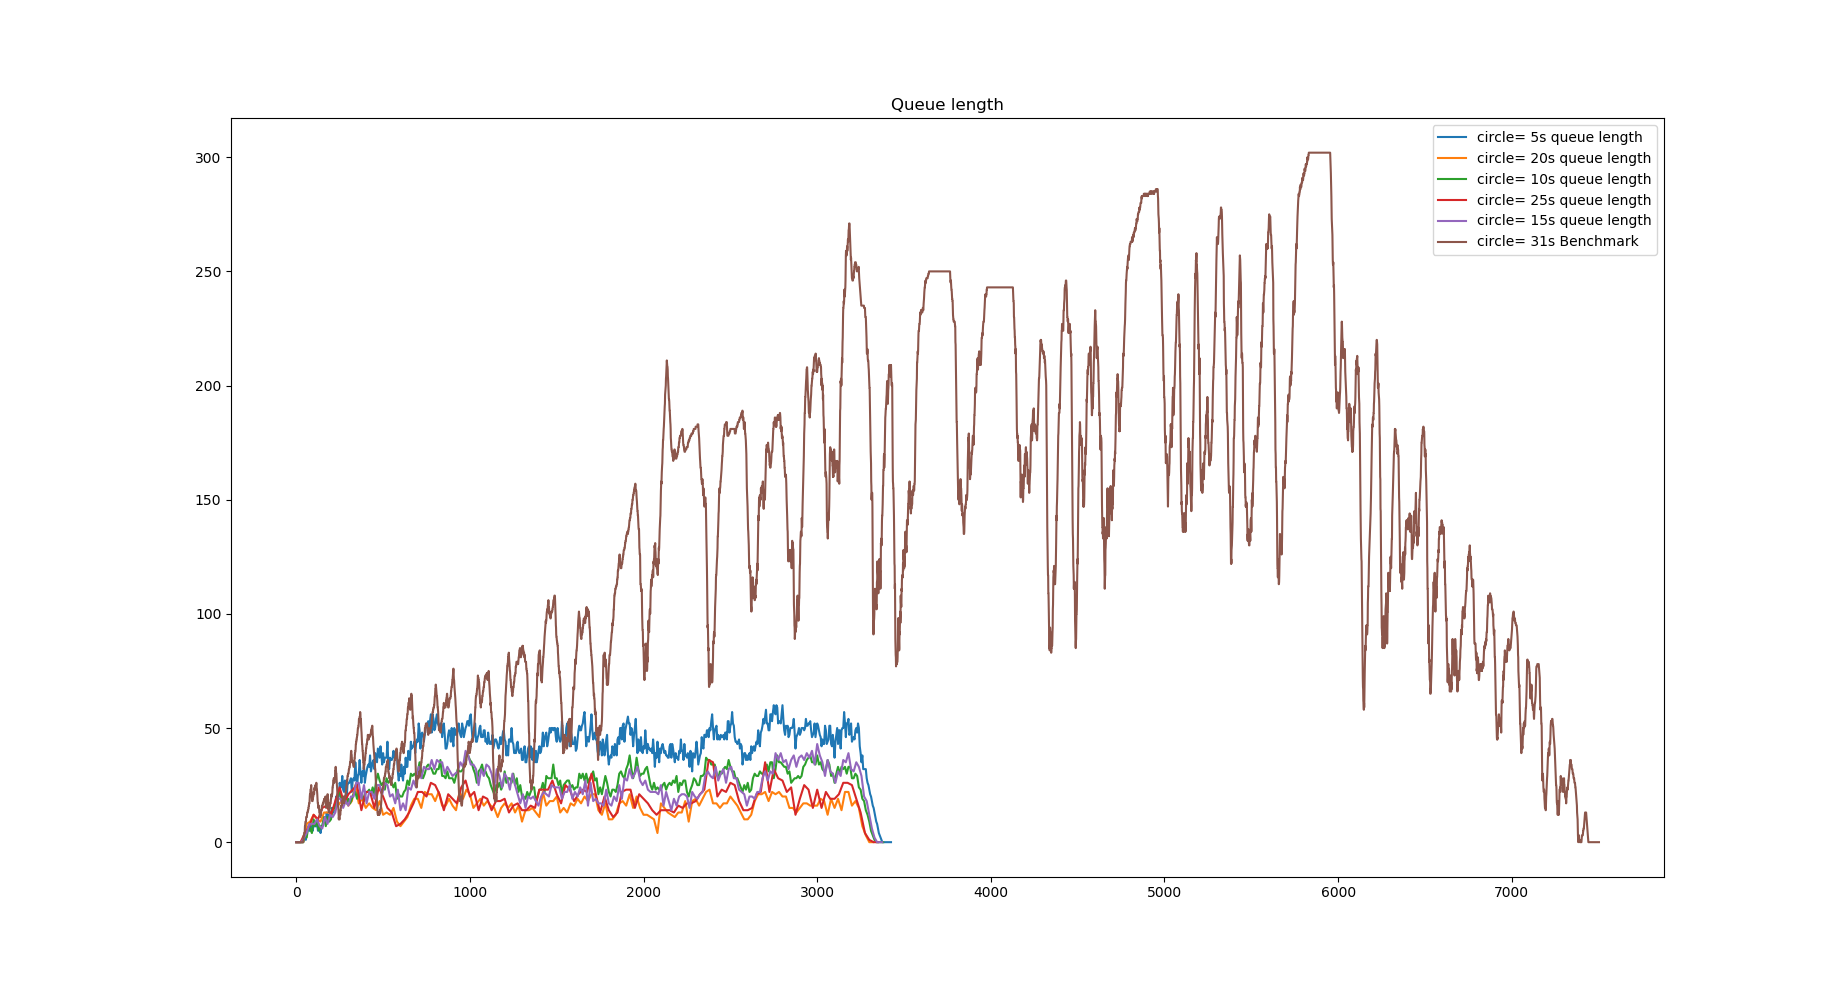 Queue length
circle= 5s queue length
circle= 20s queue length
circle= 10s queue length
circle= 25s queue length
circle= 15s queue length
circle= 31s Benchmark
300
250
200
150
100
50
0
0 1000 2000 3000 4000 5000 6000 7000